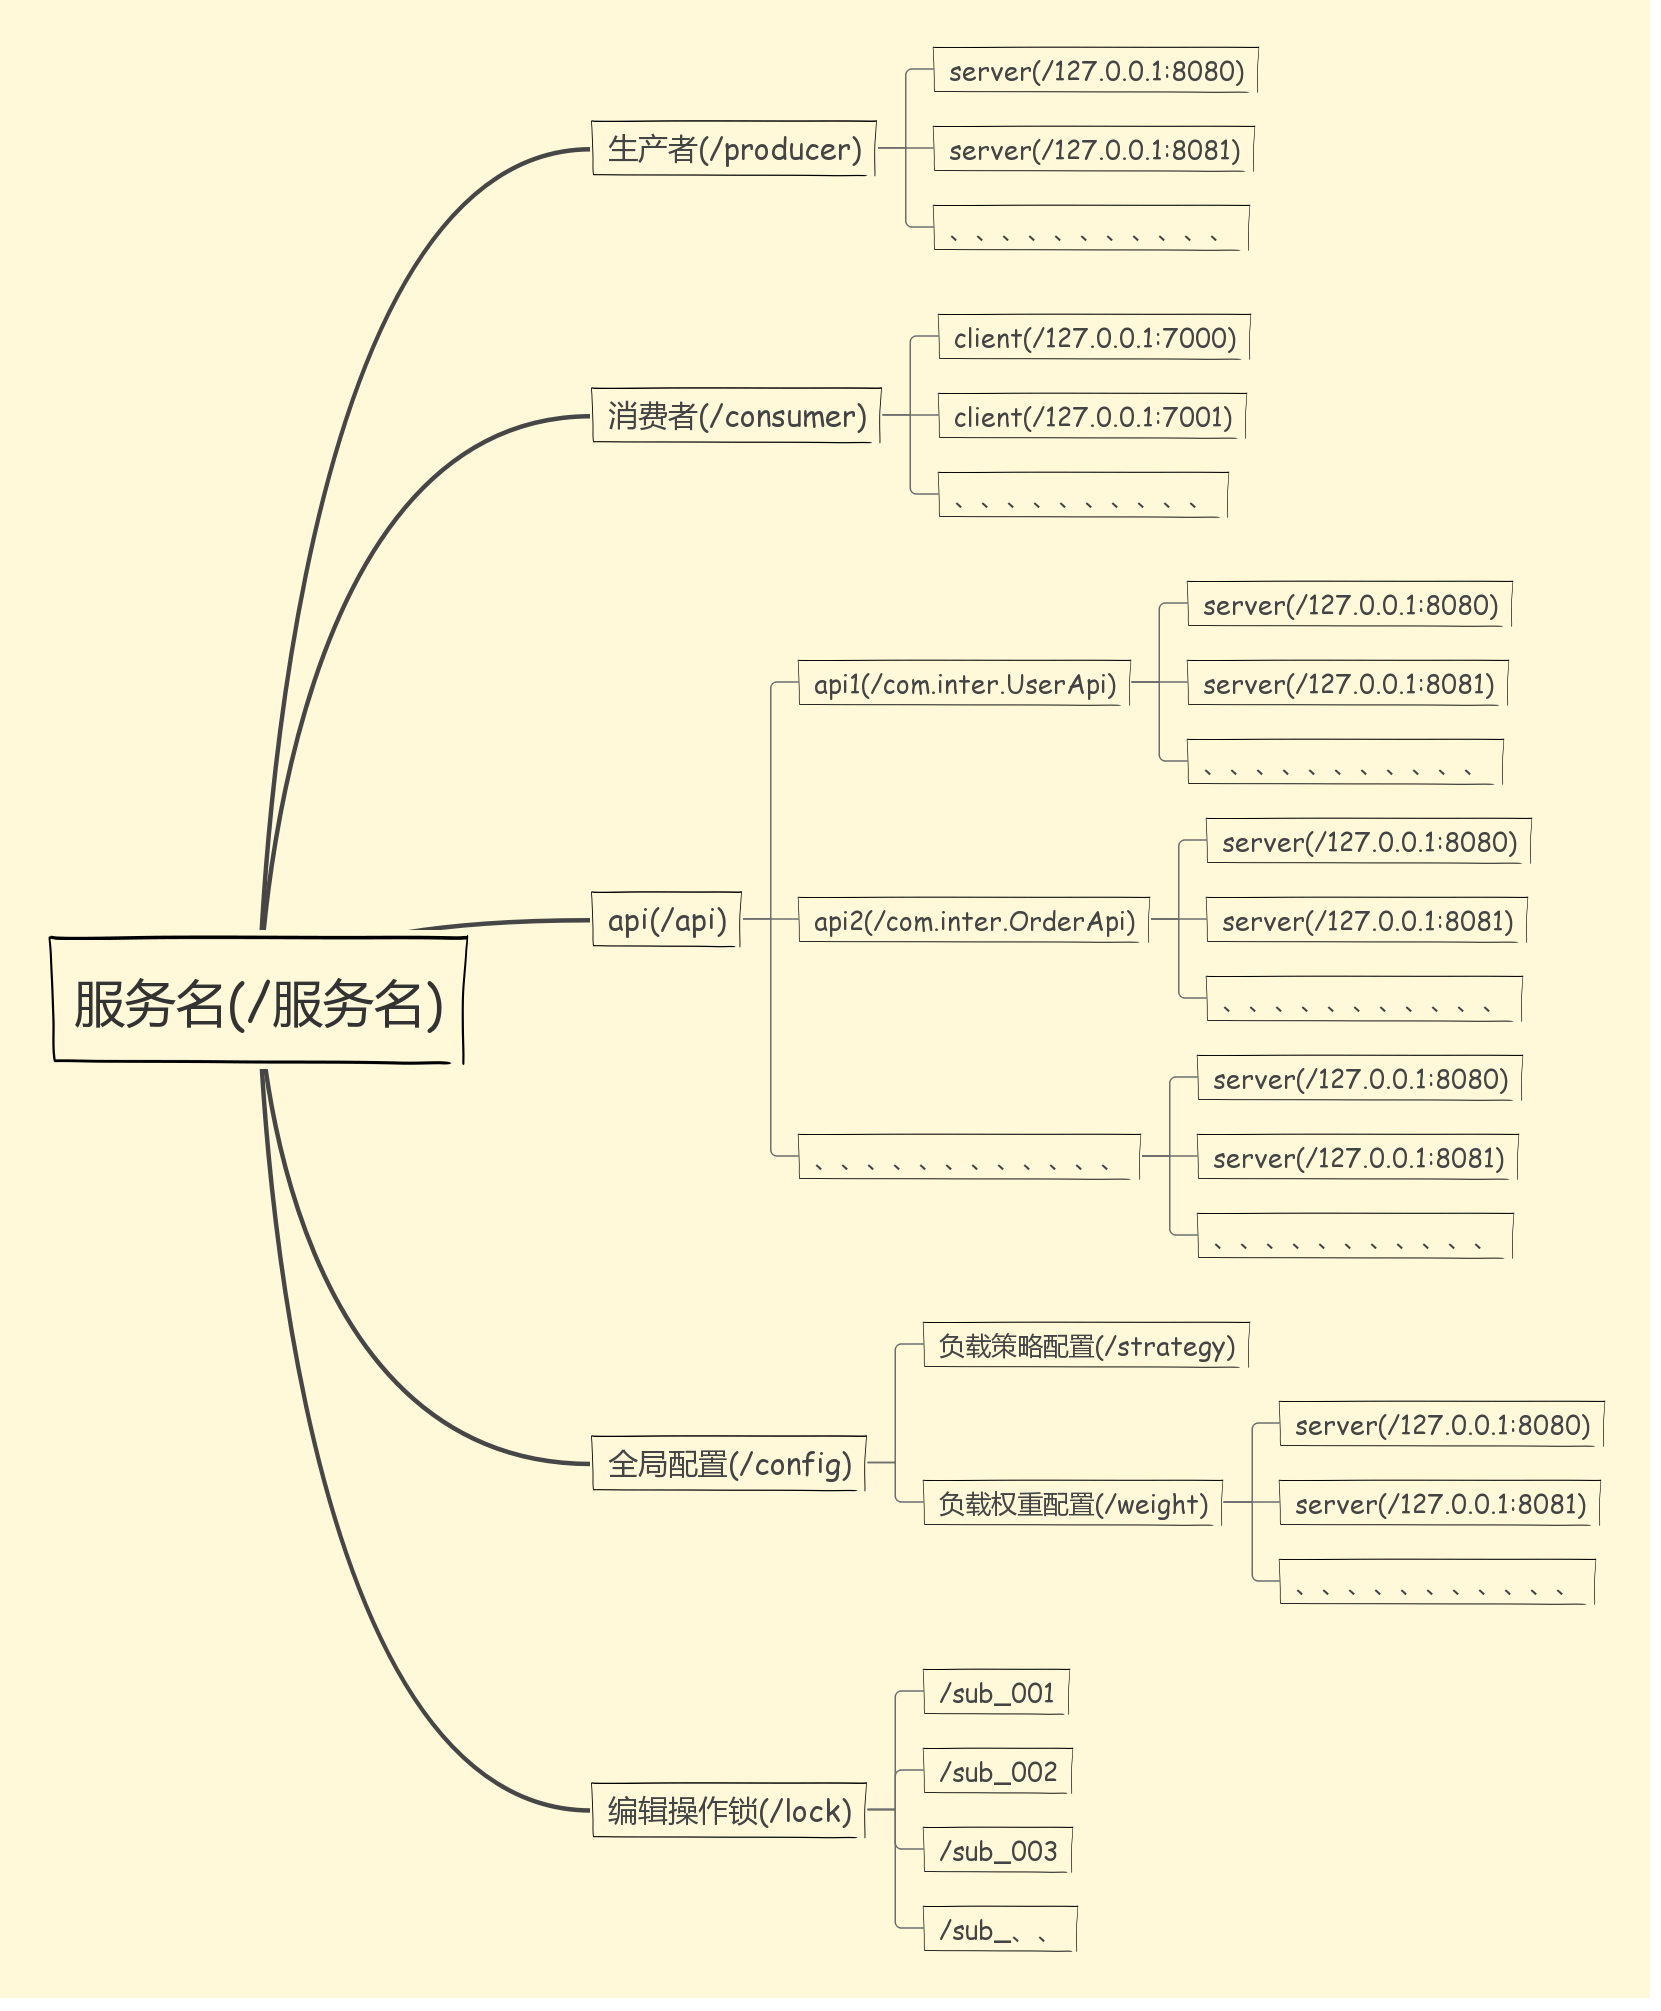 server(/127.0.0.1:8080)
生产者(/producer)
server(/127.0.0.1:8081)
、、、、、、、、、、、
client(/127.0.0.1:7000)
消费者(/consumer)
client(/127.0.0.1:7001)
、、、、、、、、、、
server(/127.0.0.1:8080)
api1(/com.inter.UserApi)
server(/127.0.0.1:8081)
、、、、、、、、、、、
server(/127.0.0.1:8080)
api(/api)
api2(/com.inter.OrderApi)
server(/127.0.0.1:8081)
、、、、、、、、、、、
服务名(/服务名)
server(/127.0.0.1:8080)
、、、、、、、、、、、、
server(/127.0.0.1:8081)
、、、、、、、、、、、
负载策略配置(/strategy)
全局配置(/config)
server(/127.0.0.1:8080)
负载权重配置(/weight)
server(/127.0.0.1:8081)
、、、、、、、、、、、
/sub_001
/sub_002
编辑操作锁(/lock)
/sub_003
/sub_、、